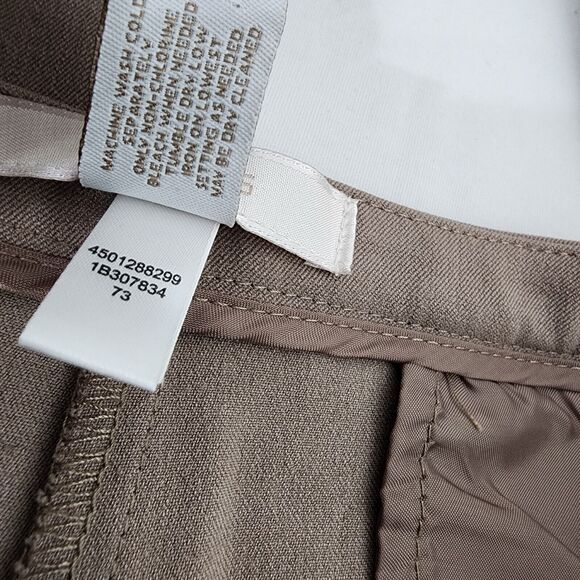 MACHINE WASH COLD
SEPARATELY
ONLY NON-CHLORINE
BLEACH WHEN NEEDED
TUMBLE DRY LOW
IRON ON LOWEST
SETTING AS NEEDED
MAY BE DRY CLEANED
4501288299
1B307834
73